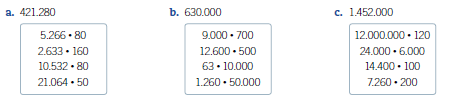 a. 421.280
5.266 • 80
2.633 • 160
10.532 • 80
21.064 • 50
b. 630.000
9.000 • 700
12.600 • 500
63 • 10.000
1.260 • 50.000
c. 1.452.000
12.000.000 • 120
24.000 • 6.000
14.400 • 100
7.260 • 200